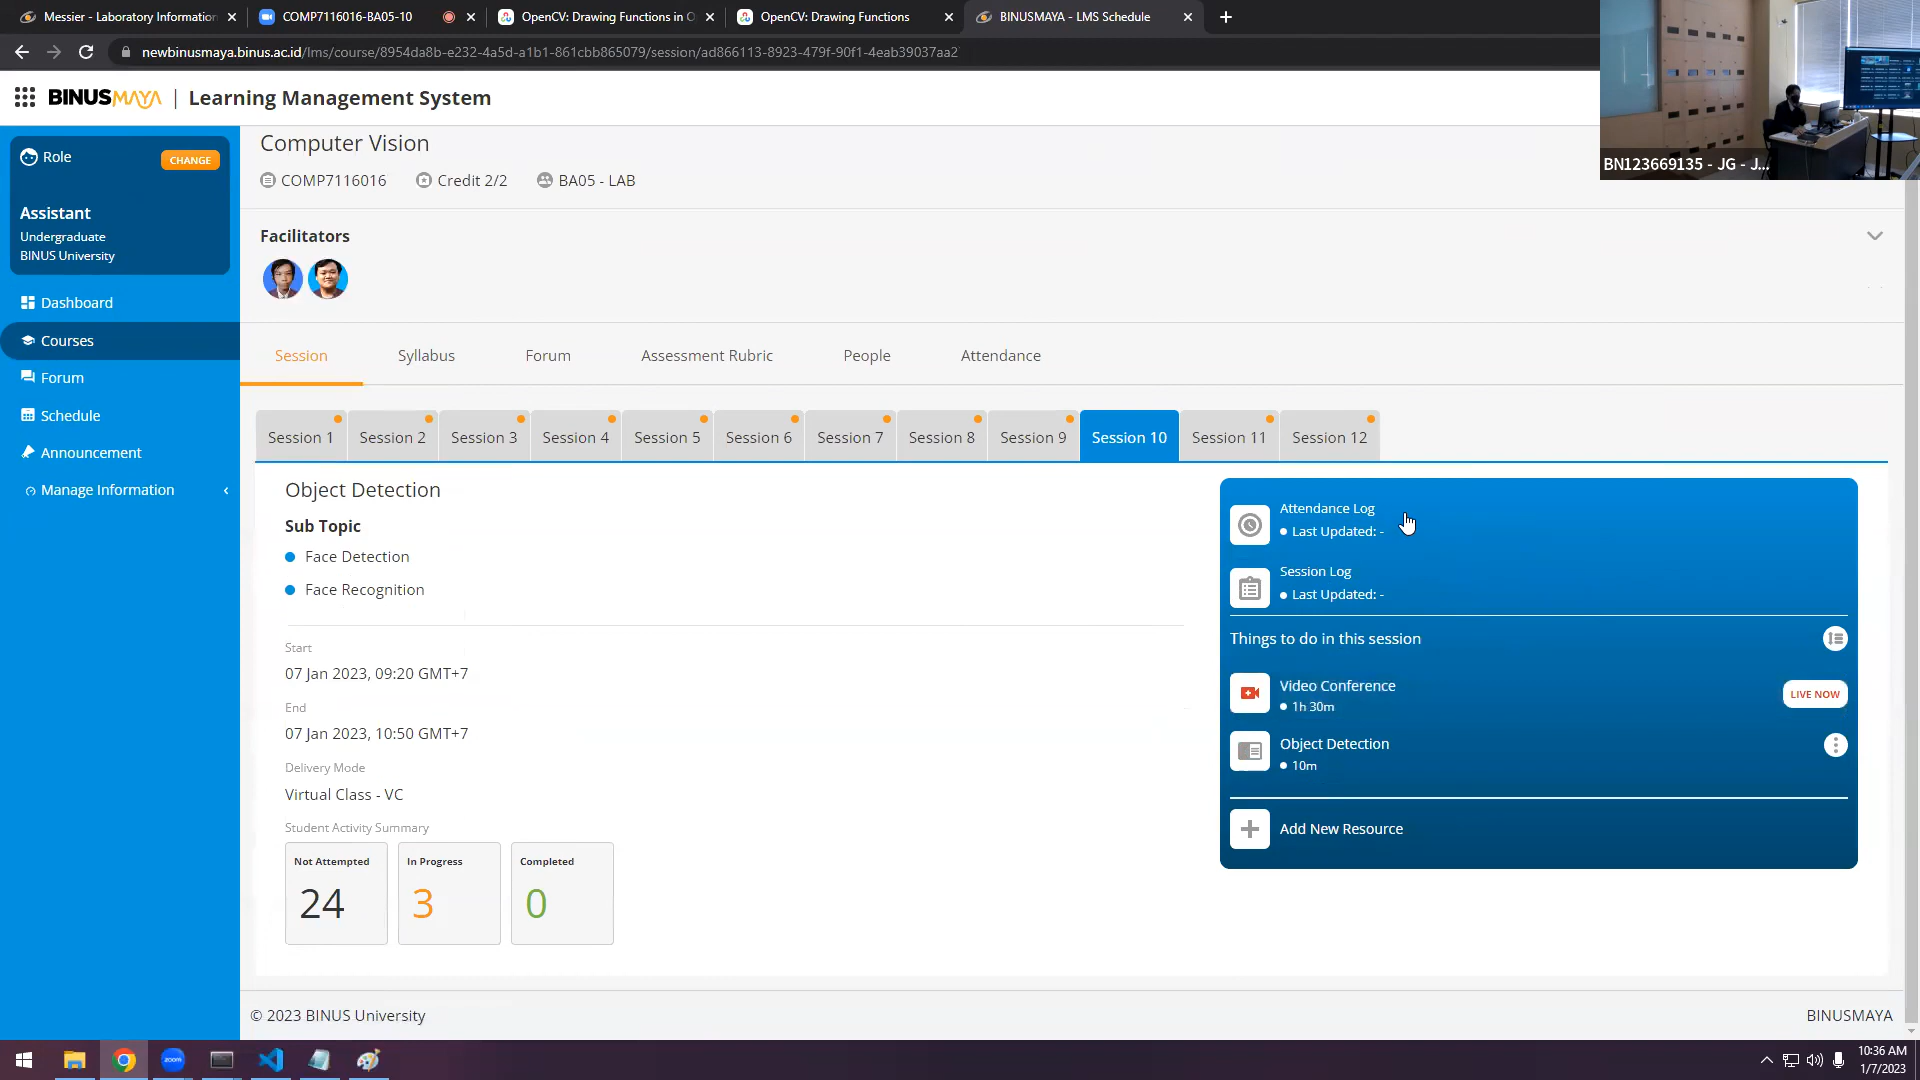 Messier - Laboratory Information
COMP7116016-BA05-10
OpenCV: Drawing Functions in O
OpenCV: Drawing Functions
BINUSMAYA - LMS Schedule
newbinusmaya.binus.ac.id/lms/course/8954da8b-e232-4a5d-a1b1-861cbb865079/session/ad866113-8923-479f-90f1-4eab39037aa2
BINUSMAYA | Learning Management System
BN123669135 - JG - J...
Role
CHANGE
Assistant
Undergraduate
BINUS University
Dashboard
Courses
Forum
Schedule
Announcement
Manage Information
Computer Vision
COMP7116016
Credit 2/2
BA05 - LAB
Facilitators
Session
Syllabus
Forum
Assessment Rubric
People
Attendance
Session 1
Session 2
Session 3
Session 4
Session 5
Session 6
Session 7
Session 8
Session 9
Session 10
Session 11
Session 12
Object Detection
Sub Topic
Face Detection
Face Recognition
Start
07 Jan 2023, 09:20 GMT+7
End
07 Jan 2023, 10:50 GMT+7
Delivery Mode
Virtual Class - VC
Student Activity Summary
Not Attempted
24
In Progress
3
Completed
0
Attendance Log
Last Updated: -
Session Log
Last Updated: -
Things to do in this session
Video Conference
1h 30m
LIVE NOW
Object Detection
10m
Add New Resource
© 2023 BINUS University
BINUSMAYA
zoom
10:36 AM
1/7/2023